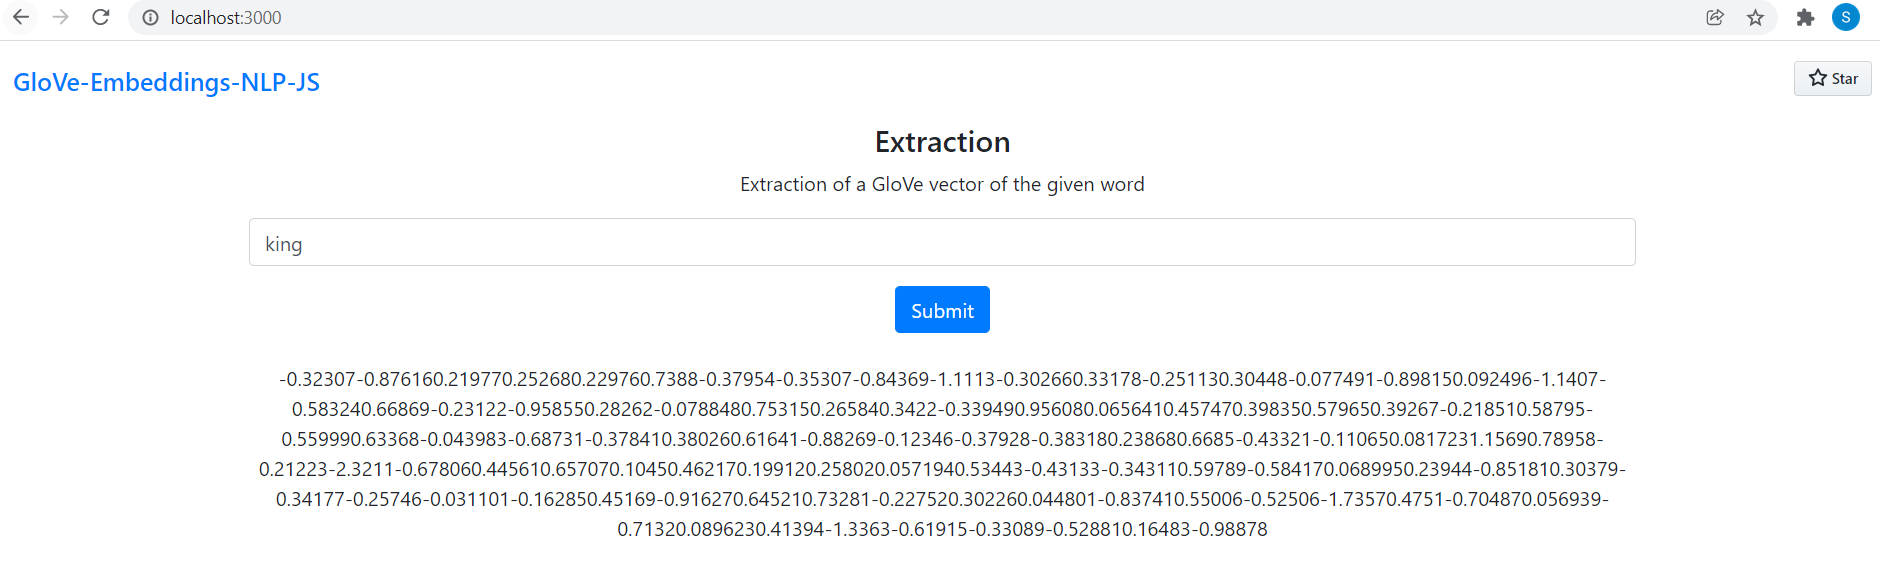 localhost:3000
S
GloVe-Embeddings-NLP-JS
Star
Extraction
Extraction of a GloVe vector of the given word
king
Submit
-0.32307-0.876160.219770.252680.229760.7388-0.37954-0.35307-0.84369-1.1113-0.302660.33178-0.251130.30448-0.077491-0.898150.092496-1.1407-
0.583240.66869-0.23122-0.958550.28262-0.0788480.753150.265840.3422-0.339490.956080.0656410.457470.398350.579650.39267-0.218510.58795-
0.559990.63368-0.043983-0.68731-0.378410.380260.61641-0.88269-0.12346-0.37928-0.383180.238680.6685-0.43321-0.110650.0817231.15690.78958-
0.21223-2.3211-0.678060.445610.657070.10450.462170.199120.258020.0571940.53443-0.43133-0.343110.59789-0.584170.0689950.23944-0.851810.30379-
0.34177-0.25746-0.031101-0.162850.45169-0.916270.645210.73281-0.227520.302260.044801-0.837410.55006-0.52506-1.73570.4751-0.704870.056939-
0.71320.0896230.41394-1.3363-0.61915-0.33089-0.528810.16483-0.98878